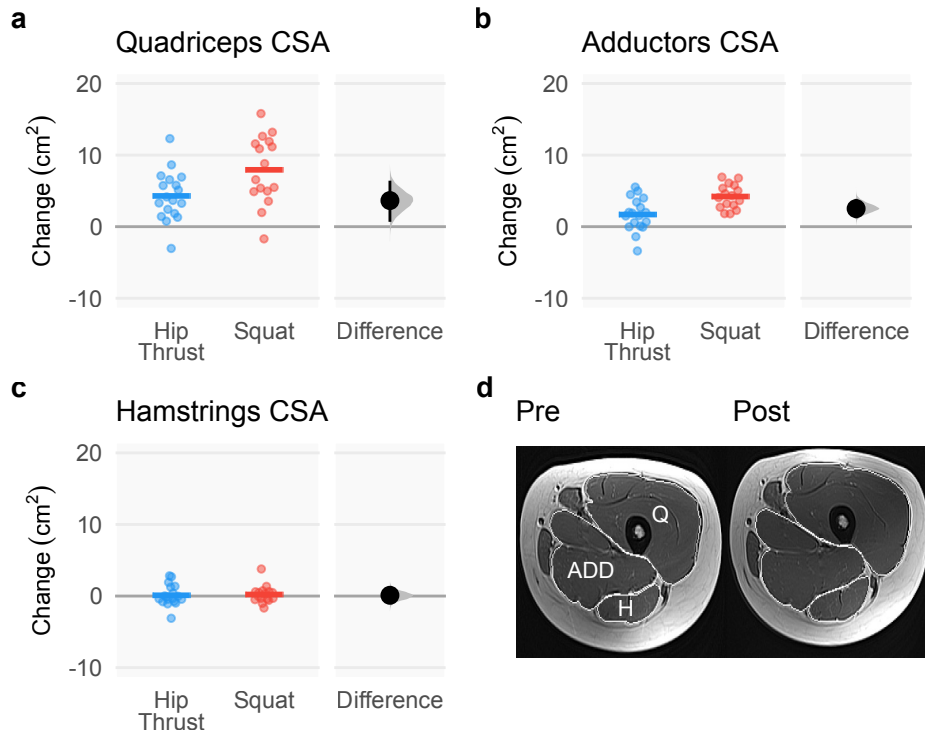 a
Quadriceps CSA
Change (cm²)
20
10
0
-10
Hip
Thrust
Squat
Difference
b
Adductors CSA
Change (cm²)
20
10
0
-10
Hip
Thrust
Squat
Difference
c
Hamstrings CSA
Change (cm²)
20
10
0
-10
Hip
Thrust
Squat
Difference
d
Pre
Post
Q
ADD
H